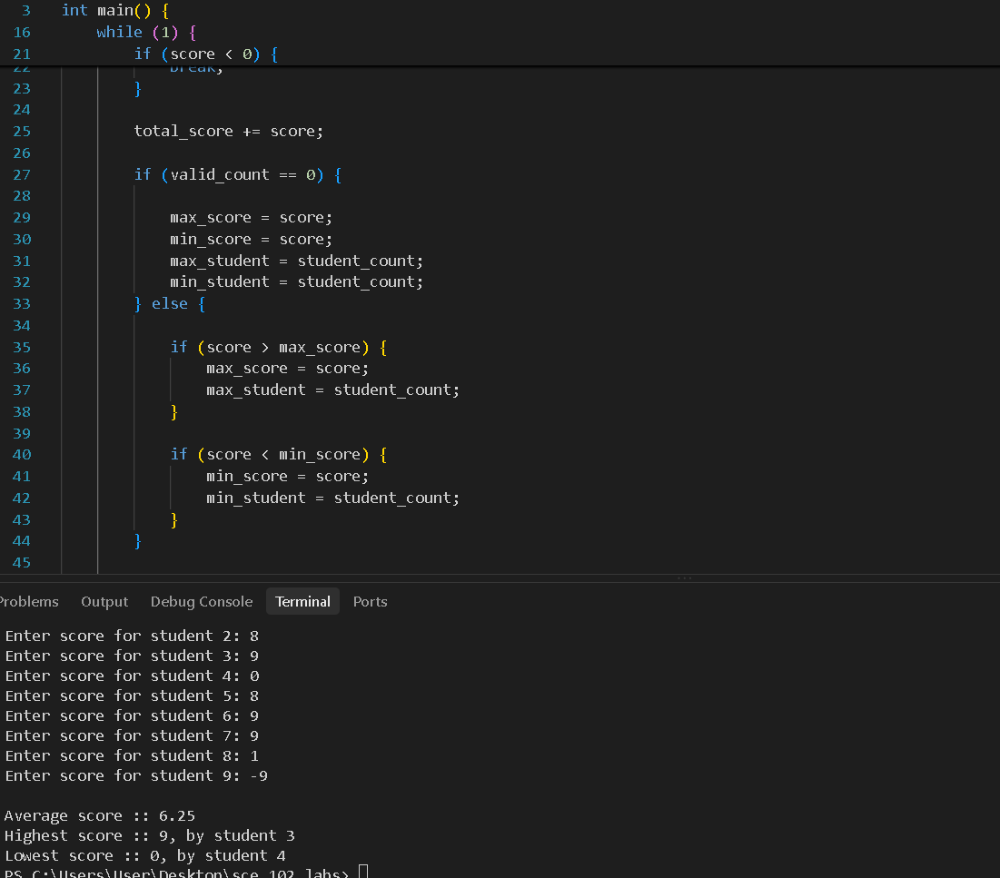 3 int main() {
16 while (1) {
21 if (score < 0) {
22 break;
23 }
24
25 total_score += score;
26
27 if (valid_count == 0) {
28
29 max_score = score;
30 min_score = score;
31 max_student = student_count;
32 min_student = student_count;
33 } else {
34
35 if (score > max_score) {
36 max_score = score;
37 max_student = student_count;
38 }
39
40 if (score < min_score) {
41 min_score = score;
42 min_student = student_count;
43 }
44 }
45
Problems Output Debug Console Terminal Ports
Enter score for student 2: 8
Enter score for student 3: 9
Enter score for student 4: 0
Enter score for student 5: 8
Enter score for student 6: 9
Enter score for student 7: 9
Enter score for student 8: 1
Enter score for student 9: -9
Average score :: 6.25
Highest score :: 9, by student 3
Lowest score :: 0, by student 4
PS C:\Users\User\Desktop\sce 102 labs>